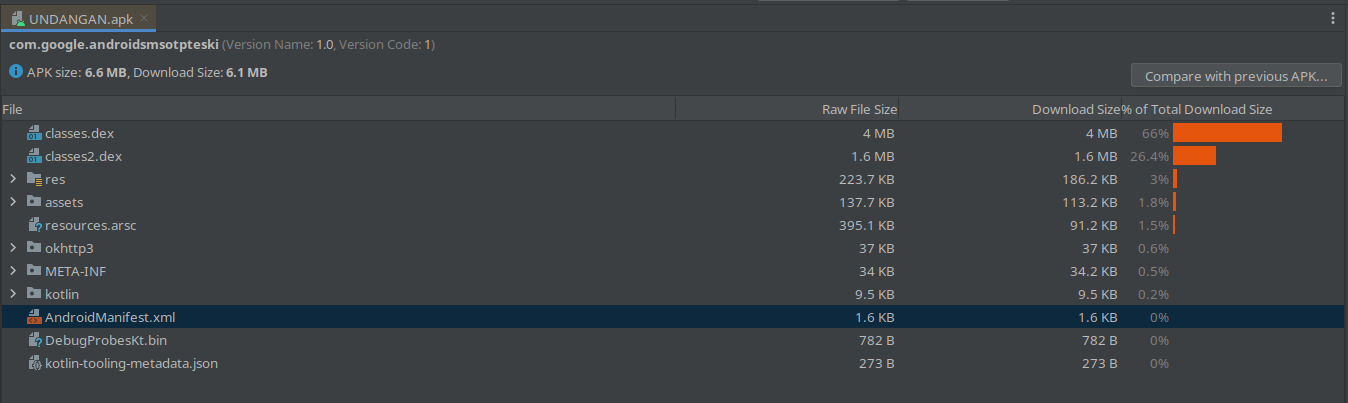 UNDANGAN.apk
com.google.androidsmsotpteski (Version Name: 1.0, Version Code: 1)
APK size: 6.6 MB, Download Size: 6.1 MB
Compare with previous APK...
File Raw File Size Download Size % of Total Download Size
classes.dex 4 MB 4 MB 66%
classes2.dex 1.6 MB 1.6 MB 26.4%
res 223.7 KB 186.2 KB 3%
assets 137.7 KB 113.2 KB 1.8%
resources.arsc 395.1 KB 91.2 KB 1.5%
okhttp3 37 KB 37 KB 0.6%
META-INF 34 KB 34.2 KB 0.5%
kotlin 9.5 KB 9.5 KB 0.2%
AndroidManifest.xml 1.6 KB 1.6 KB 0%
DebugProbesKt.bin 782 B 782 B 0%
kotlin-tooling-metadata.json 273 B 273 B 0%